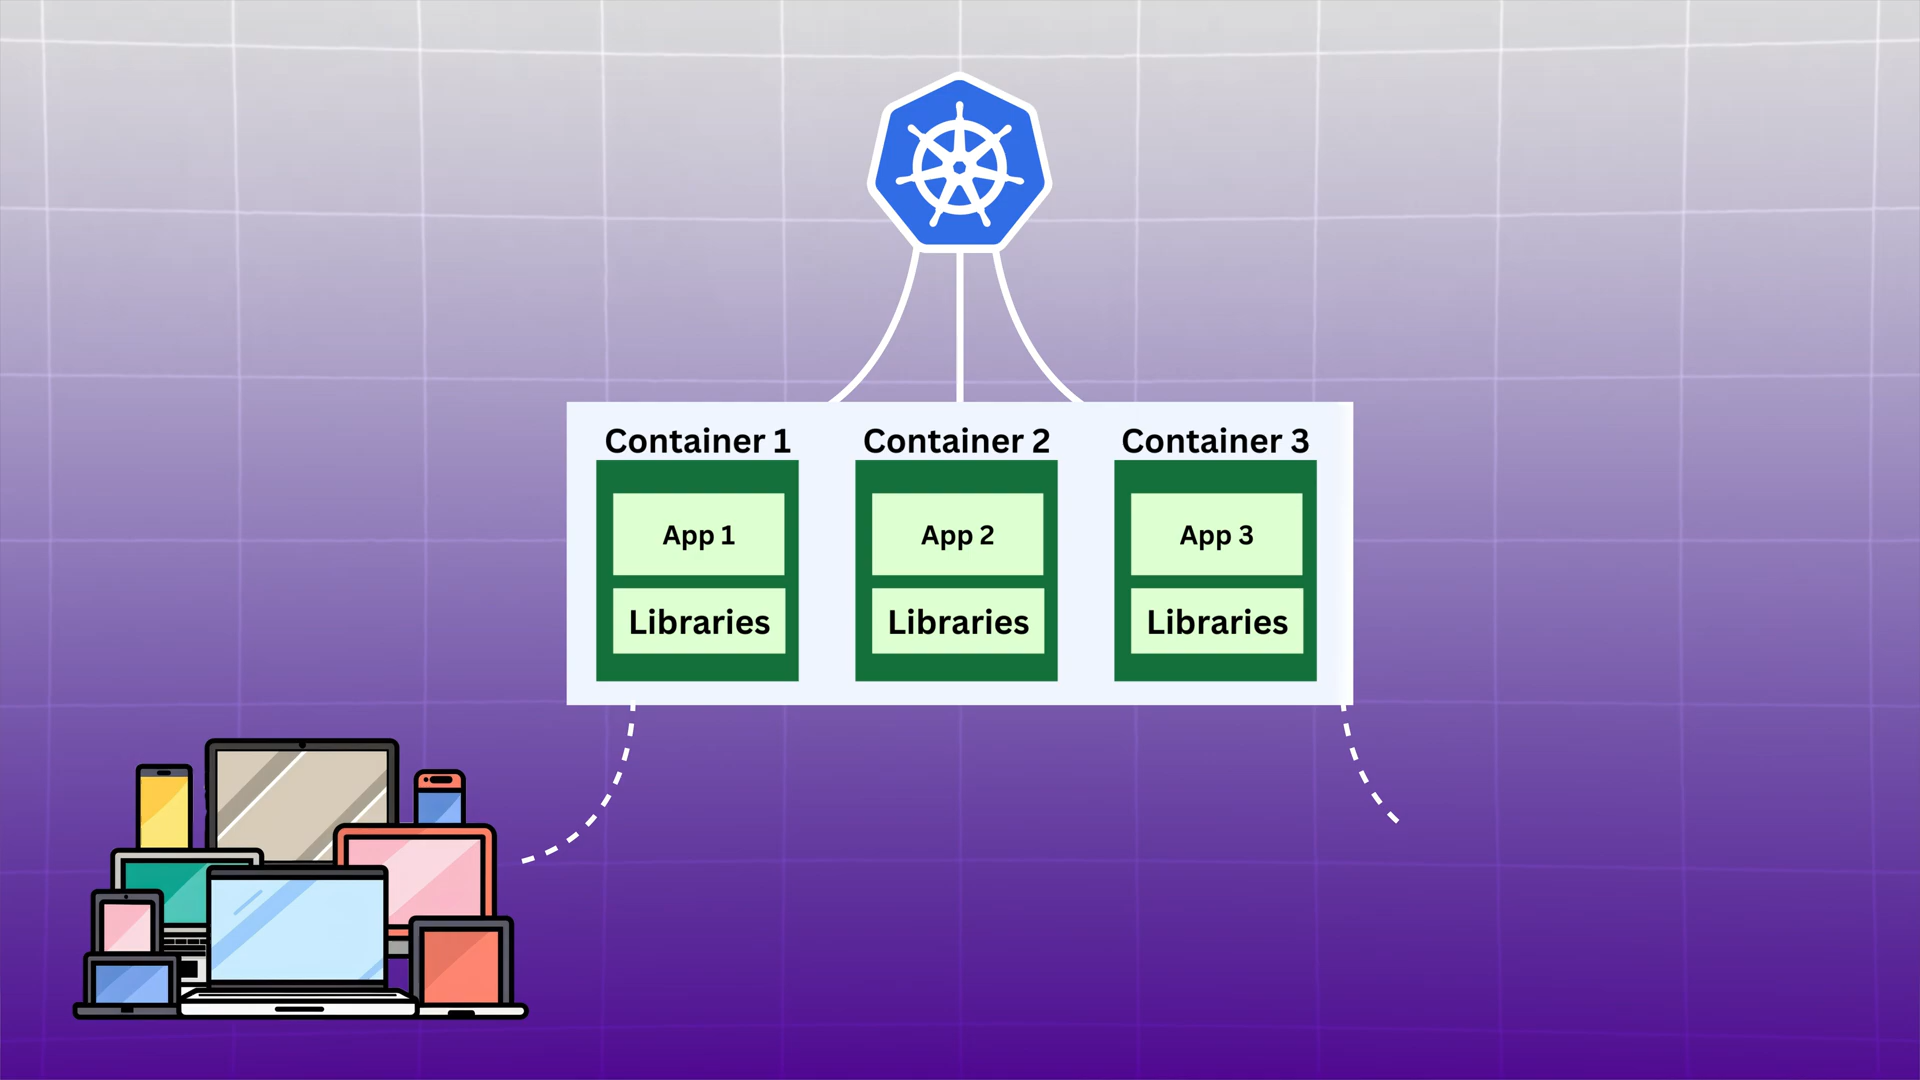 Container 1
Container 2
Container 3
App 1
App 2
App 3
Libraries
Libraries
Libraries